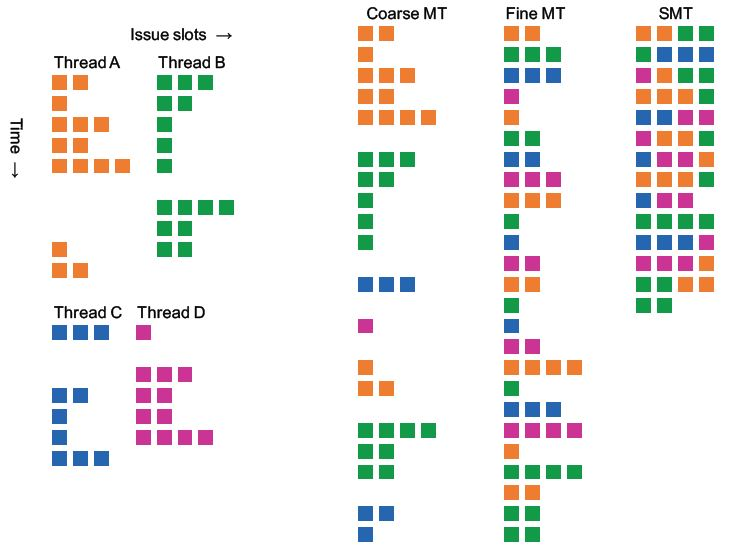 Coarse MT
Fine MT
SMT
Issue slots →
Thread A
Thread B
Time →
Thread C
Thread D